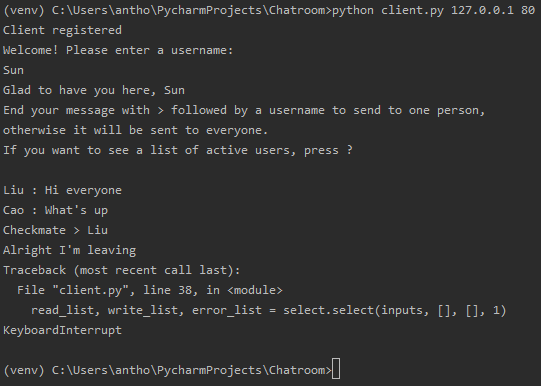 (venv) C:\Users\antho\PycharmProjects\Chatroom>python client.py 127.0.0.1 80
Client registered
Welcome! Please enter a username:
Sun
Glad to have you here, Sun
End your message with > followed by a username to send to one person,
otherwise it will be sent to everyone.
If you want to see a list of active users, press ?

Liu : Hi everyone
Cao : What's up
Checkmate > Liu
Alright I'm leaving
Traceback (most recent call last):
  File "client.py", line 38, in <module>
    read_list, write_list, error_list = select.select(inputs, [], [], 1)
KeyboardInterrupt

(venv) C:\Users\antho\PycharmProjects\Chatroom>